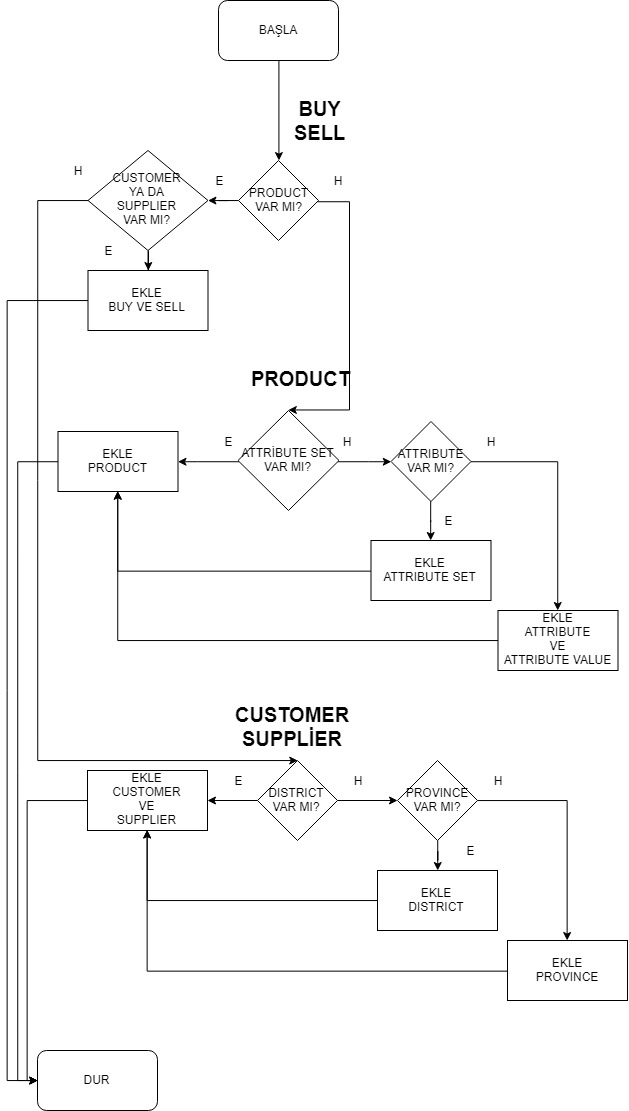 BAŞLA
BUY
SELL
H
CUSTOMER
YA DA
SUPPLIER
VAR MI?
E
PRODUCT
VAR MI?
H
E
EKLE
BUY VE SELL
PRODUCT
EKLE
PRODUCT
E
ATTRİBUTE SET
VAR MI?
H
ATTRIBUTE
VAR MI?
H
E
EKLE
ATTRIBUTE SET
EKLE
ATTRIBUTE
VE
ATTRIBUTE VALUE
CUSTOMER
SUPPLİER
EKLE
CUSTOMER
VE
SUPPLIER
E
DISTRICT
VAR MI?
H
PROVINCE
VAR MI?
H
E
EKLE
DISTRICT
EKLE
PROVINCE
DUR